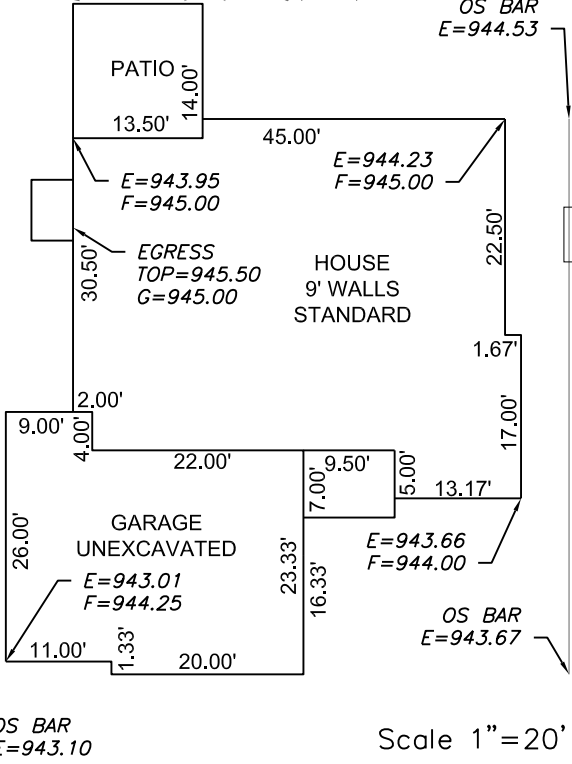 OS BAR
E=944.53
PATIO
14.00'
13.50'
45.00'
E=944.23
F=945.00
E=943.95
F=945.00
22.50'
EGRESS
TOP=945.50
G=945.00
30.50'
HOUSE
9' WALLS
STANDARD
1.67'
2.00'
9.00'
4.00'
17.00'
22.00'
9.50'
7.00'
5.00'
13.17'
26.00'
GARAGE
UNEXCAVATED
23.33'
16.33'
E=943.66
F=944.00
E=943.01
F=944.25
OS BAR
E=943.67
11.00'
1.33'
20.00'
OS BAR
E=943.10
Scale 1"=20'